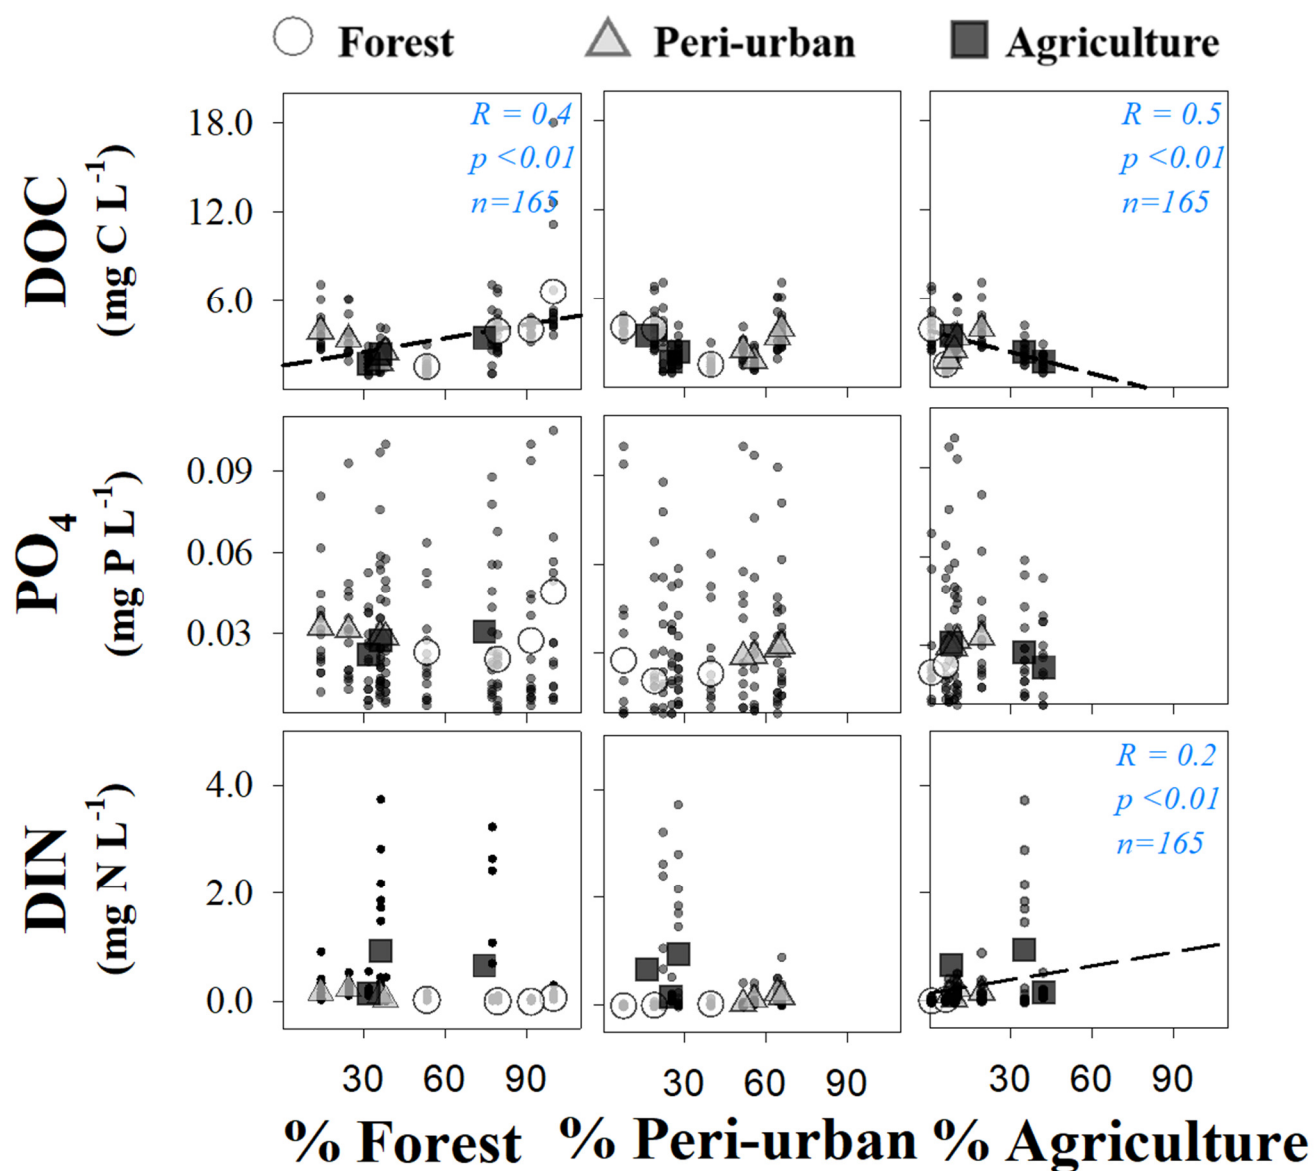 Forest Peri-urban Agriculture
DOC
(mg C L-1)
18.0
12.0
6.0
R = 0.4
p <0.01
n=165
R = 0.5
p <0.01
n=165
PO4
(mg P L-1)
0.09
0.06
0.03
DIN
(mg N L-1)
4.0
2.0
0.0
R = 0.2
p <0.01
n=165
30 60 90 30 60 90 30 60 90
% Forest % Peri-urban % Agriculture